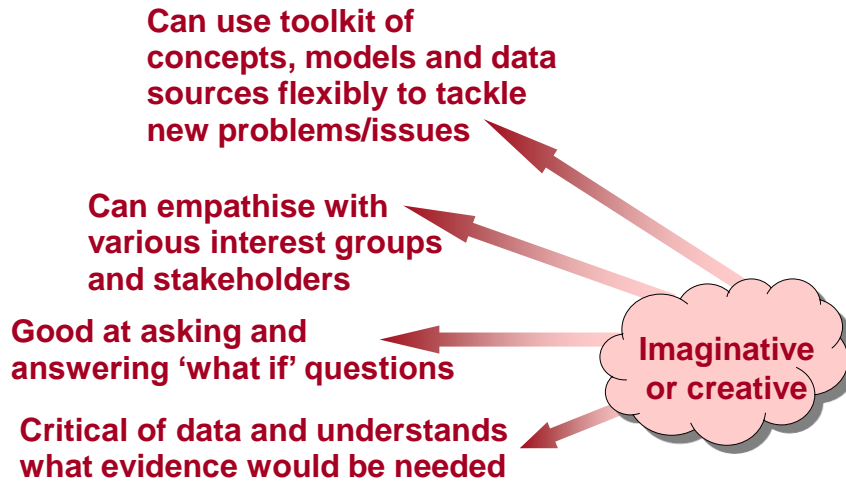 Can use toolkit of
concepts, models and data
sources flexibly to tackle
new problems/issues
Can empathise with
various interest groups
and stakeholders
Good at asking and
answering ‘what if’ questions
Critical of data and understands
what evidence would be needed
Imaginative
or creative